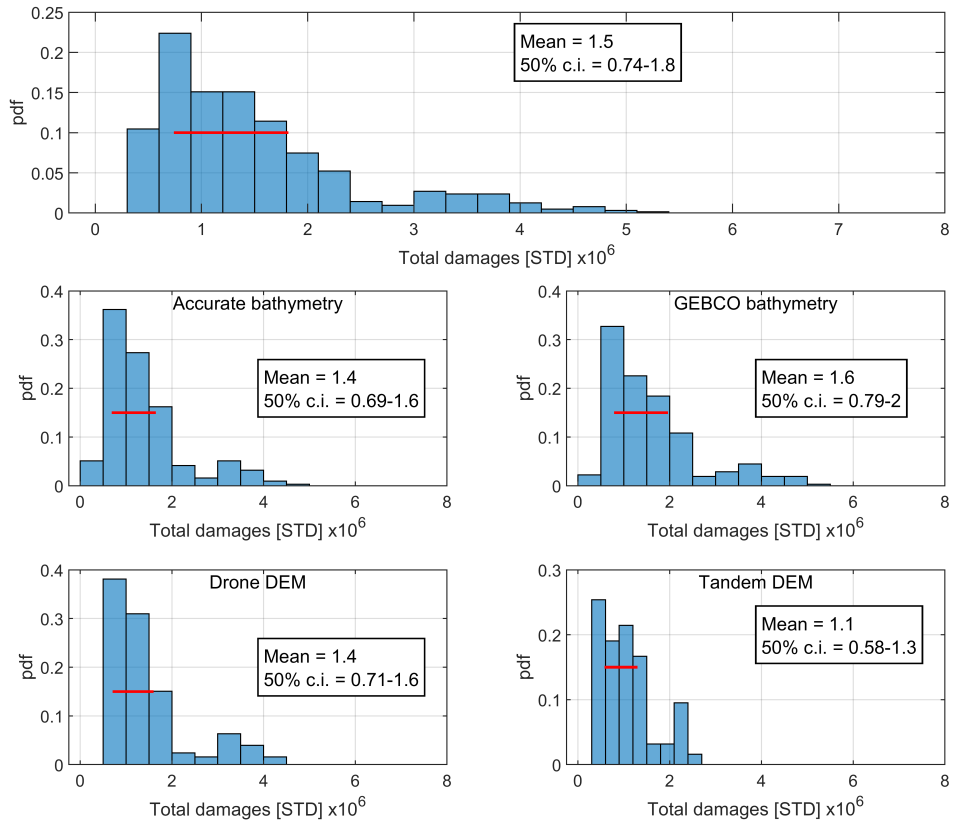 0.25
0.2
0.15
0.1
0.05
0
pdf
Mean = 1.5
50% c.i. = 0.74-1.8
0 1 2 3 4 5 6 7 8
Total damages [STD] x10^6
0.4
0.3
0.2
0.1
0
pdf
Accurate bathymetry
Mean = 1.4
50% c.i. = 0.69-1.6
0 2 4 6 8
Total damages [STD] x10^6
0.4
0.3
0.2
0.1
0
pdf
GEBCO bathymetry
Mean = 1.6
50% c.i. = 0.79-2
0 2 4 6 8
Total damages [STD] x10^6
0.4
0.3
0.2
0.1
0
pdf
Drone DEM
Mean = 1.4
50% c.i. = 0.71-1.6
0 2 4 6 8
Total damages [STD] x10^6
0.3
0.2
0.1
0
pdf
Tandem DEM
Mean = 1.1
50% c.i. = 0.58-1.3
0 2 4 6 8
Total damages [STD] x10^6